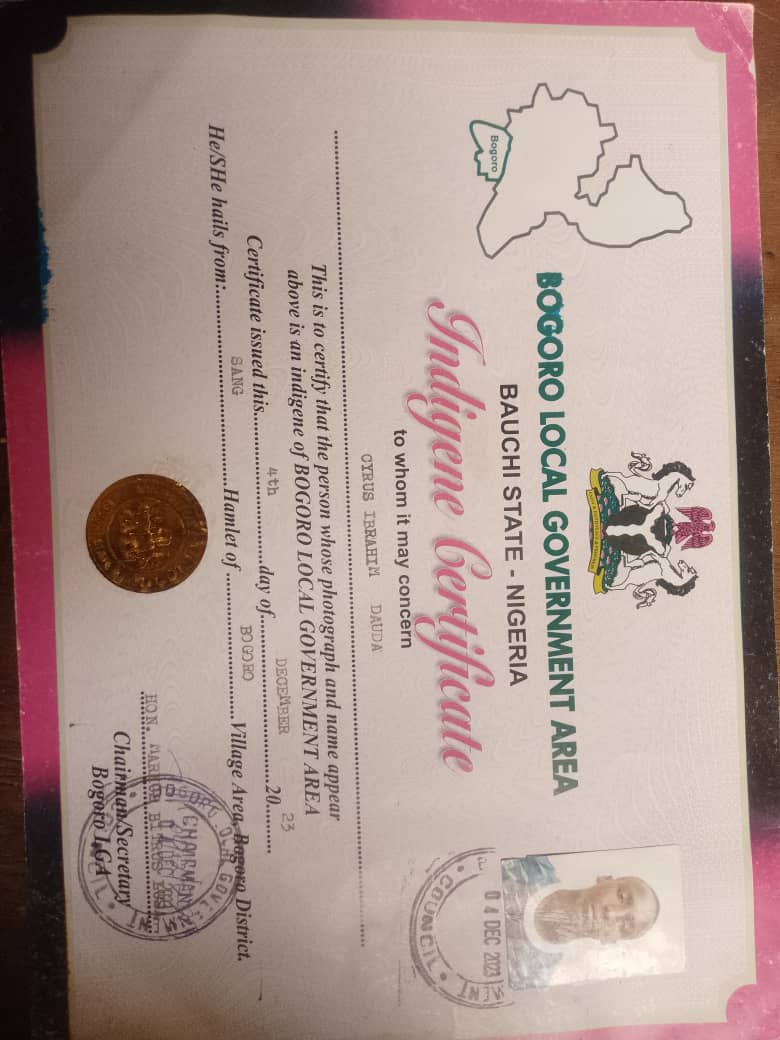 Bogoro
BOGORO LOCAL GOVERNMENT AREA
BAUCHI STATE - NIGERIA
Indigene Certificate
to whom it may concern
04 DEC 2023
COUNCIL
CYRUS IBRAHIM DAUDA
This is to certify that the person whose photograph and name appear
above is an indigene of BOGORO LOCAL GOVERNMENT AREA
Certificate issued this 4th day of DECEMBER 20 23
He/SHe hails from: SANG Hamlet of BOGORO Village Area, Bogoro District.
HON.
Chairman/Secretary
Bogoro LGA
CHAIRMAN